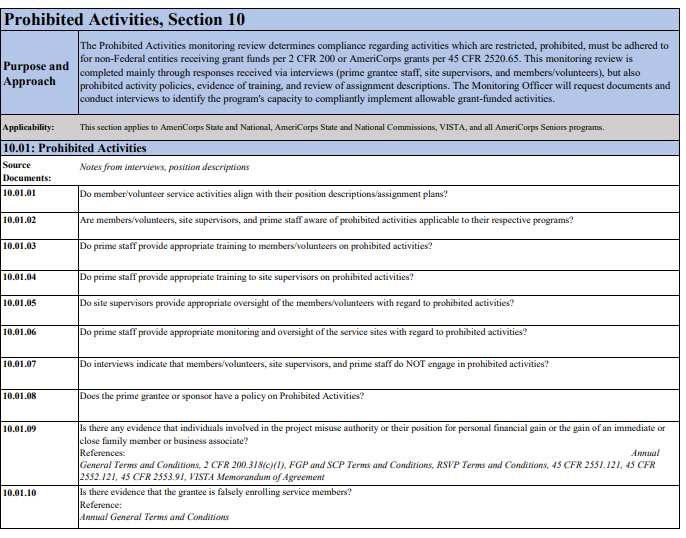 Prohibited Activities, Section 10
Purpose and
Approach
The Prohibited Activities monitoring review determines compliance regarding activities which are restricted, prohibited, must be adhered to
for non-Federal entities receiving grant funds per 2 CFR 200 or AmeriCorps grants per 45 CFR 2520.65. This monitoring review is
completed mainly through responses received via interviews (prime grantee staff, site supervisors, and members/volunteers), but also
prohibited activity policies, evidence of training, and review of assignment descriptions. The Monitoring Officer will request documents and
conduct interviews to identify the program's capacity to compliantly implement allowable grant-funded activities.
Applicability:
This section applies to AmeriCorps State and National, AmeriCorps State and National Commissions, VISTA, and all AmeriCorps Seniors programs.
10.01: Prohibited Activities
Source
Documents:
Notes from interviews, position descriptions
10.01.01
Do member/volunteer service activities align with their position descriptions/assignment plans?
10.01.02
Are members/volunteers, site supervisors, and prime staff aware of prohibited activities applicable to their respective programs?
10.01.03
Do prime staff provide appropriate training to members/volunteers on prohibited activities?
10.01.04
Do prime staff provide appropriate training to site supervisors on prohibited activities?
10.01.05
Do site supervisors provide appropriate oversight of the members/volunteers with regard to prohibited activities?
10.01.06
Do prime staff provide appropriate monitoring and oversight of the service sites with regard to prohibited activities?
10.01.07
Do interviews indicate that members/volunteers, site supervisors, and prime staff do NOT engage in prohibited activities?
10.01.08
Does the prime grantee or sponsor have a policy on Prohibited Activities?
10.01.09
Is there any evidence that individuals involved in the project misuse authority or their position for personal financial gain or the gain of an immediate or
close family member or business associate?
References: Annual
General Terms and Conditions, 2 CFR 200.318(c)(1), FGP and SCP Terms and Conditions, RSVP Terms and Conditions, 45 CFR 2551.121, 45 CFR
2552.121, 45 CFR 2553.91, VISTA Memorandum of Agreement
10.01.10
Is there evidence that the grantee is falsely enrolling service members?
Reference:
Annual General Terms and Conditions